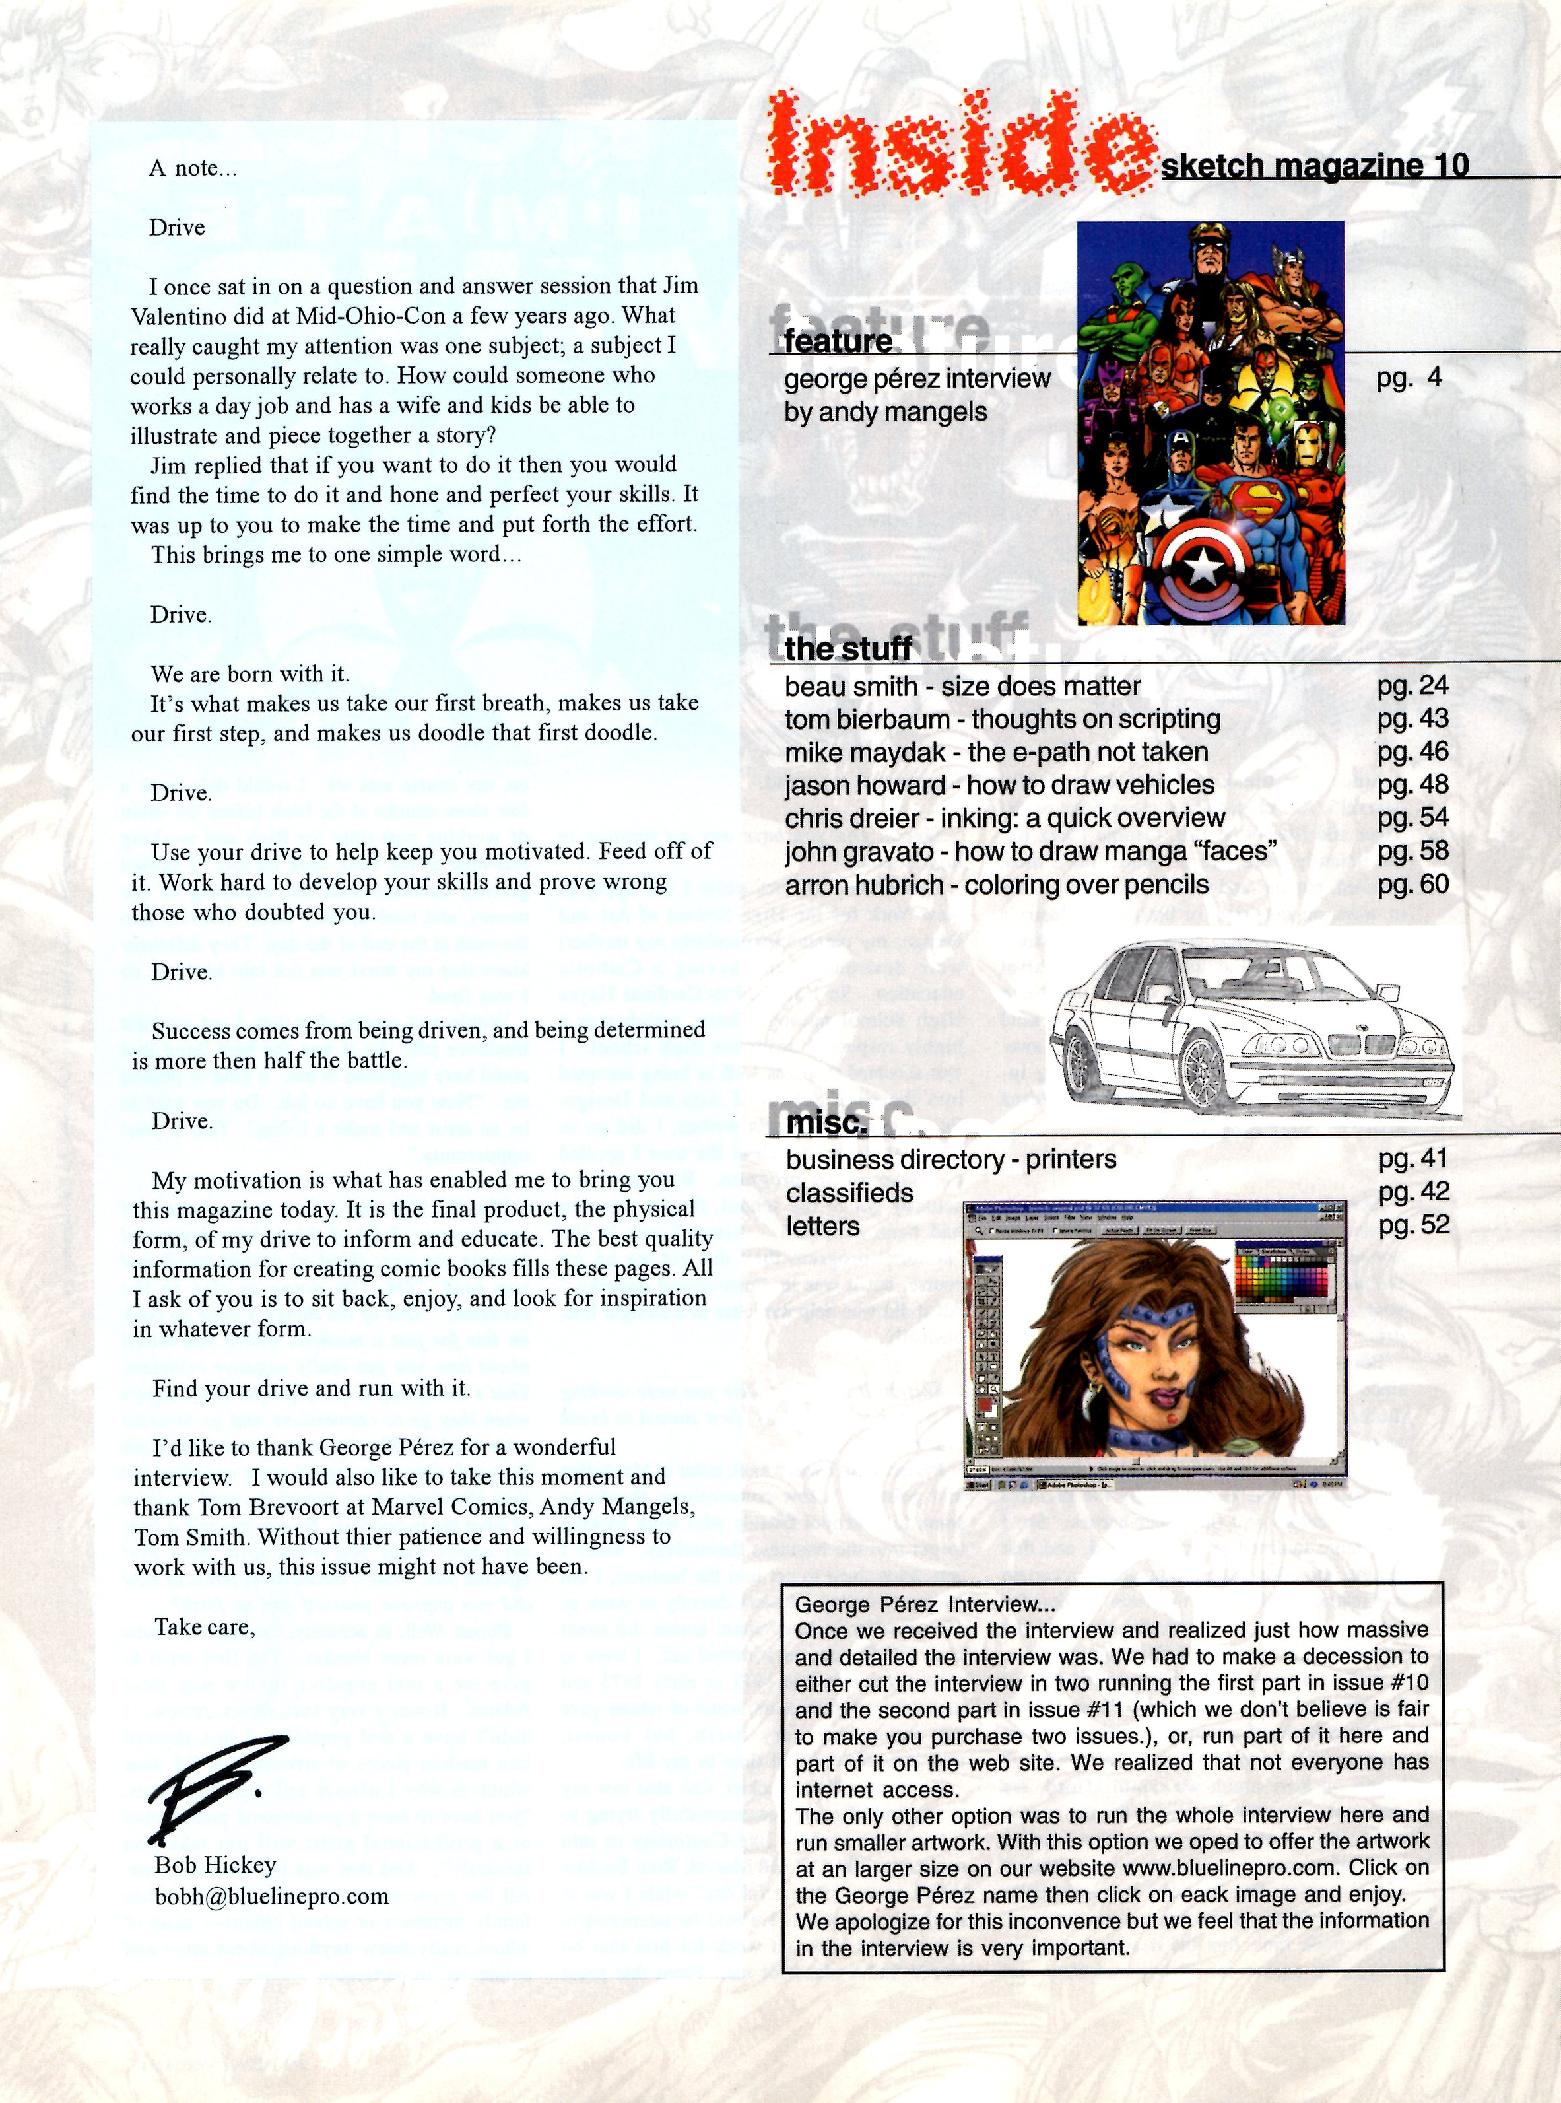 A note...
Drive
I once sat in on a question and answer session that Jim
Valentino did at Mid-Ohio-Con a few years ago. What
really caught my attention was one subject; a subject I
could personally relate to. How could someone who
works a day job and has a wife and kids be able to
illustrate and piece together a story?
Jim replied that if you want to do it then you would
find the time to do it and hone and perfect your skills. It
was up to you to make the time and put forth the effort.
This brings me to one simple word...
Drive.
We are born with it.
It's what makes us take our first breath, makes us take
our first step, and makes us doodle that first doodle.
Drive.
Use your drive to help keep you motivated. Feed off of
it. Work hard to develop your skills and prove wrong
those who doubted you.
Drive.
Success comes from being driven, and being determined
is more then half the battle.
Drive.
My motivation is what has enabled me to bring you
this magazine today. It is the final product, the physical
form, of my drive to inform and educate. The best quality
information for creating comic books fills these pages. All
I ask of you is to sit back, enjoy, and look for inspiration
in whatever form.
Find your drive and run with it.
I'd like to thank George Pérez for a wonderful
interview. I would also like to take this moment and
thank Tom Brevoort at Marvel Comics, Andy Mangels,
Tom Smith. Without thier patience and willingness to
work with us, this issue might not have been.
Take care,
B.
Bob Hickey
bobh@bluelinepro.com
Inside sketch magazine 10
feature
feature
george pérez interview pg. 4
by andy mangels
the stuff
the stuff
beau smith - size does matter pg. 24
tom bierbaum - thoughts on scripting pg. 43
mike maydak - the e-path not taken pg. 46
jason howard - how to draw vehicles pg. 48
chris dreier - inking: a quick overview pg. 54
john gravato - how to draw manga “faces” pg. 58
arron hubrich - coloring over pencils pg. 60
misc.
misc.
business directory - printers pg. 41
classifieds pg. 42
letters pg. 52
George Pérez Interview...
Once we received the interview and realized just how massive
and detailed the interview was. We had to make a decession to
either cut the interview in two running the first part in issue #10
and the second part in issue #11 (which we don't believe is fair
to make you purchase two issues.), or, run part of it here and
part of it on the web site. We realized that not everyone has
internet access.
The only other option was to run the whole interview here and
run smaller artwork. With this option we oped to offer the artwork
at an larger size on our website www.bluelinepro.com. Click on
the George Pérez name then click on eack image and enjoy.
We apologize for this inconvence but we feel that the information
in the interview is very important.